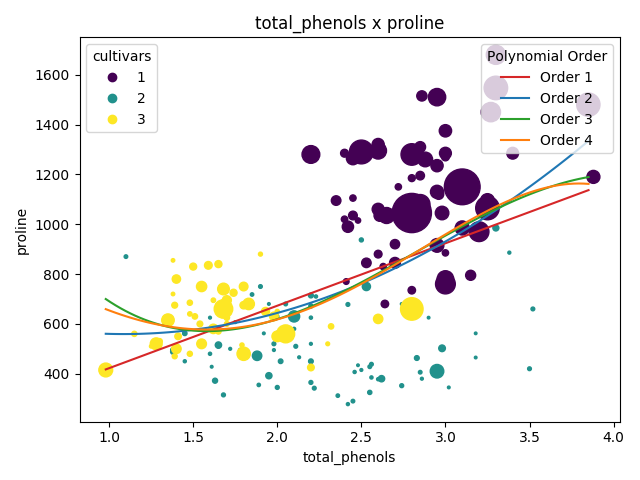 total_phenols x proline
cultivars
1
2
3
Polynomial Order
Order 1
Order 2
Order 3
Order 4
proline
1600
1400
1200
1000
800
600
400
1.0 1.5 2.0 2.5 3.0 3.5 4.0
total_phenols